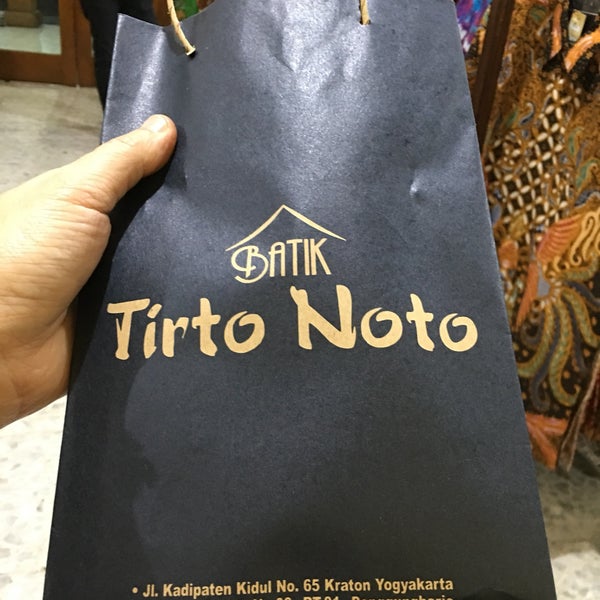 BATIK
Tirto Noto
• Jl. Kadipaten Kidul No. 65 Kraton Yogyakarta